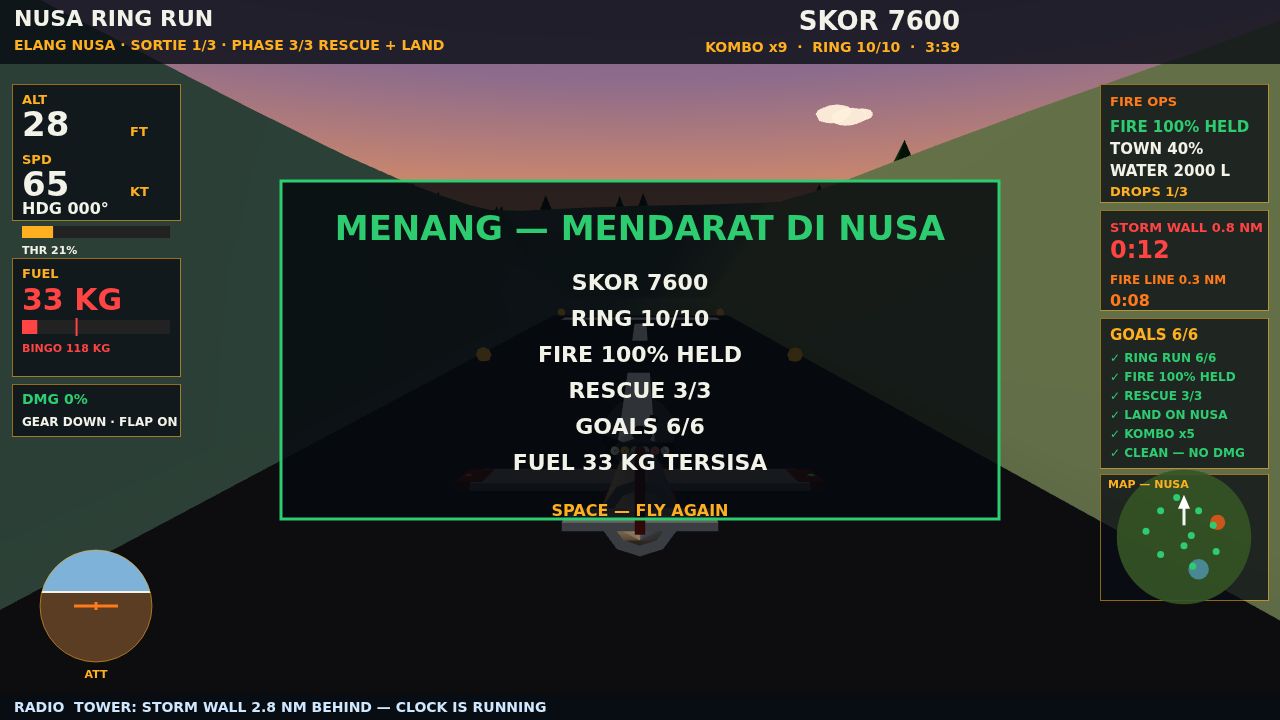 NUSA RING RUN
ELANG NUSA · SORTIE 1/3 · PHASE 3/3 RESCUE + LAND
SKOR 7600
KOMBO x9 · RING 10/10 · 3:39
ALT
28 FT
SPD
65 KT
HDG 000°
THR 21%
FUEL
33 KG
BINGO 118 KG
DMG 0%
GEAR DOWN · FLAP ON
MENANG — MENDARAT DI NUSA
SKOR 7600
RING 10/10
FIRE 100% HELD
RESCUE 3/3
GOALS 6/6
FUEL 33 KG TERSISA
SPACE — FLY AGAIN
FIRE OPS
FIRE 100% HELD
TOWN 40%
WATER 2000 L
DROPS 1/3
STORM WALL 0.8 NM
0:12
FIRE LINE 0.3 NM
0:08
GOALS 6/6
✓ RING RUN 6/6
✓ FIRE 100% HELD
✓ RESCUE 3/3
✓ LAND ON NUSA
✓ KOMBO x5
✓ CLEAN — NO DMG
MAP — NUSA
ATT
RADIO TOWER: STORM WALL 2.8 NM BEHIND — CLOCK IS RUNNING